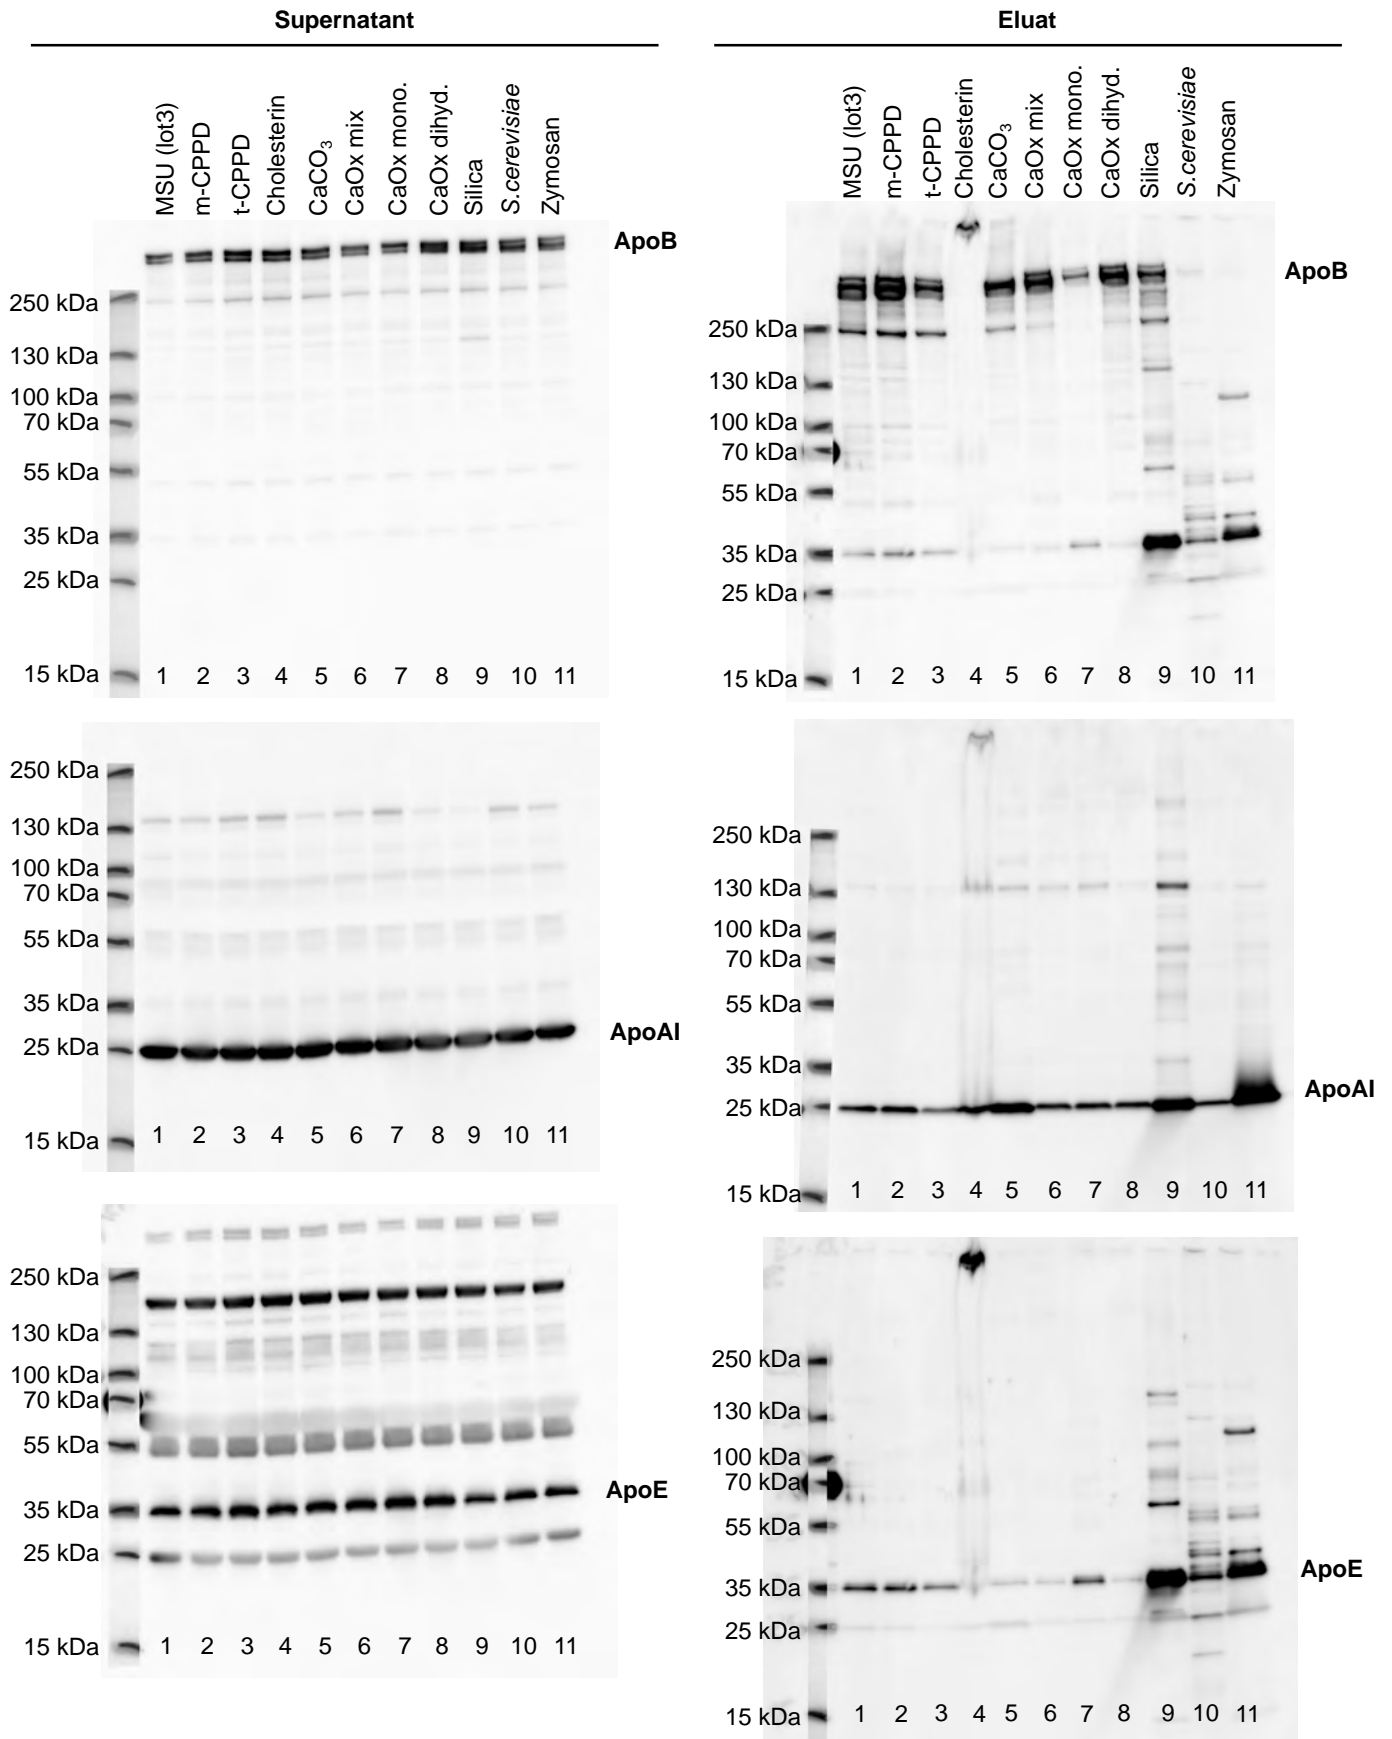 Supernatant
MSU (lot3)
m-CPPD
t-CPPD
Cholesterin
CaCO₃
CaOx mix
CaOx mono.
CaOx dihyd.
Silica
S.cerevisiae
Zymosan
ApoB
250 kDa
130 kDa
100 kDa
70 kDa
55 kDa
35 kDa
25 kDa
15 kDa
1 2 3 4 5 6 7 8 9 10 11
250 kDa
130 kDa
100 kDa
70 kDa
55 kDa
35 kDa
25 kDa
15 kDa
ApoAI
1 2 3 4 5 6 7 8 9 10 11
250 kDa
130 kDa
100 kDa
70 kDa
55 kDa
35 kDa
25 kDa
15 kDa
ApoE
1 2 3 4 5 6 7 8 9 10 11
Eluat
MSU (lot3)
m-CPPD
t-CPPD
Cholesterin
CaCO₃
CaOx mix
CaOx mono.
CaOx dihyd.
Silica
S.cerevisiae
Zymosan
ApoB
250 kDa
130 kDa
100 kDa
70 kDa
55 kDa
35 kDa
25 kDa
15 kDa
1 2 3 4 5 6 7 8 9 10 11
250 kDa
130 kDa
100 kDa
70 kDa
55 kDa
35 kDa
25 kDa
15 kDa
ApoAI
1 2 3 4 5 6 7 8 9 10 11
250 kDa
130 kDa
100 kDa
70 kDa
55 kDa
35 kDa
25 kDa
15 kDa
ApoE
1 2 3 4 5 6 7 8 9 10 11